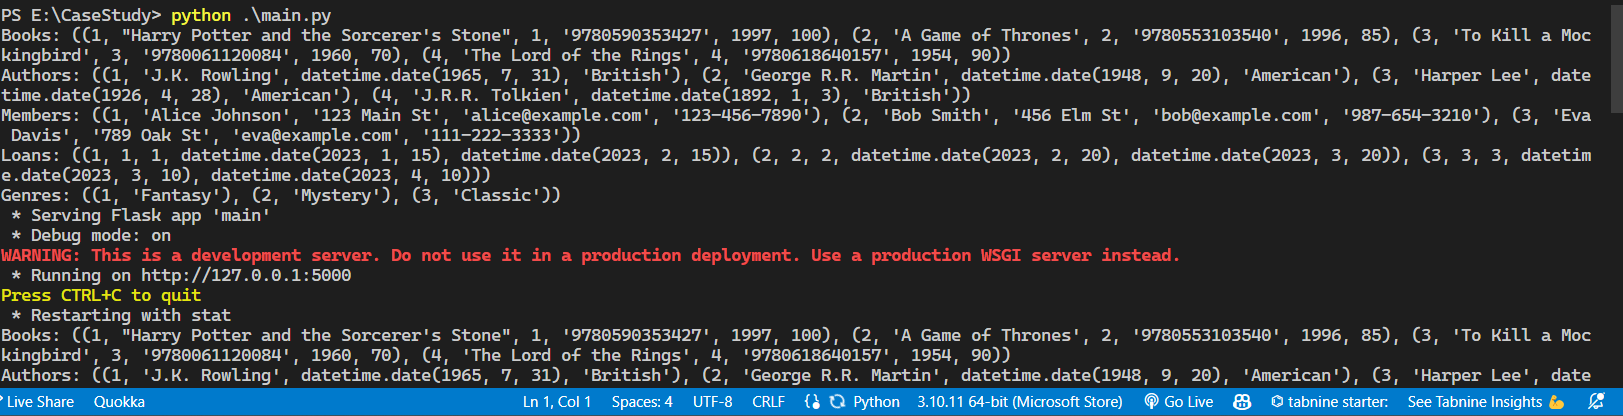 PS E:\CaseStudy> python .\main.py
Books: ((1, "Harry Potter and the Sorcerer's Stone", 1, '9780590353427', 1997, 100), (2, 'A Game of Thrones', 2, '9780553103540', 1996, 85), (3, 'To Kill a Moc
kingbird', 3, '9780061120084', 1960, 70), (4, 'The Lord of the Rings', 4, '9780618640157', 1954, 90))
Authors: ((1, 'J.K. Rowling', datetime.date(1965, 7, 31), 'British'), (2, 'George R.R. Martin', datetime.date(1948, 9, 20), 'American'), (3, 'Harper Lee', date
time.date(1926, 4, 28), 'American'), (4, 'J.R.R. Tolkien', datetime.date(1892, 1, 3), 'British'))
Members: ((1, 'Alice Johnson', '123 Main St', 'alice@example.com', '123-456-7890'), (2, 'Bob Smith', '456 Elm St', 'bob@example.com', '987-654-3210'), (3, 'Eva
 Davis', '789 Oak St', 'eva@example.com', '111-222-3333'))
Loans: ((1, 1, 1, datetime.date(2023, 1, 15), datetime.date(2023, 2, 15)), (2, 2, 2, datetime.date(2023, 2, 20), datetime.date(2023, 3, 20)), (3, 3, 3, datetim
e.date(2023, 3, 10), datetime.date(2023, 4, 10)))
Genres: ((1, 'Fantasy'), (2, 'Mystery'), (3, 'Classic'))
 * Serving Flask app 'main'
 * Debug mode: on
WARNING: This is a development server. Do not use it in a production deployment. Use a production WSGI server instead.
 * Running on http://127.0.0.1:5000
Press CTRL+C to quit
 * Restarting with stat
Books: ((1, "Harry Potter and the Sorcerer's Stone", 1, '9780590353427', 1997, 100), (2, 'A Game of Thrones', 2, '9780553103540', 1996, 85), (3, 'To Kill a Moc
kingbird', 3, '9780061120084', 1960, 70), (4, 'The Lord of the Rings', 4, '9780618640157', 1954, 90))
Authors: ((1, 'J.K. Rowling', datetime.date(1965, 7, 31), 'British'), (2, 'George R.R. Martin', datetime.date(1948, 9, 20), 'American'), (3, 'Harper Lee', date
Live Share Quokka Ln 1, Col 1 Spaces: 4 UTF-8 CRLF Python 3.10.11 64-bit (Microsoft Store) Go Live tabnine starter: See Tabnine Insights